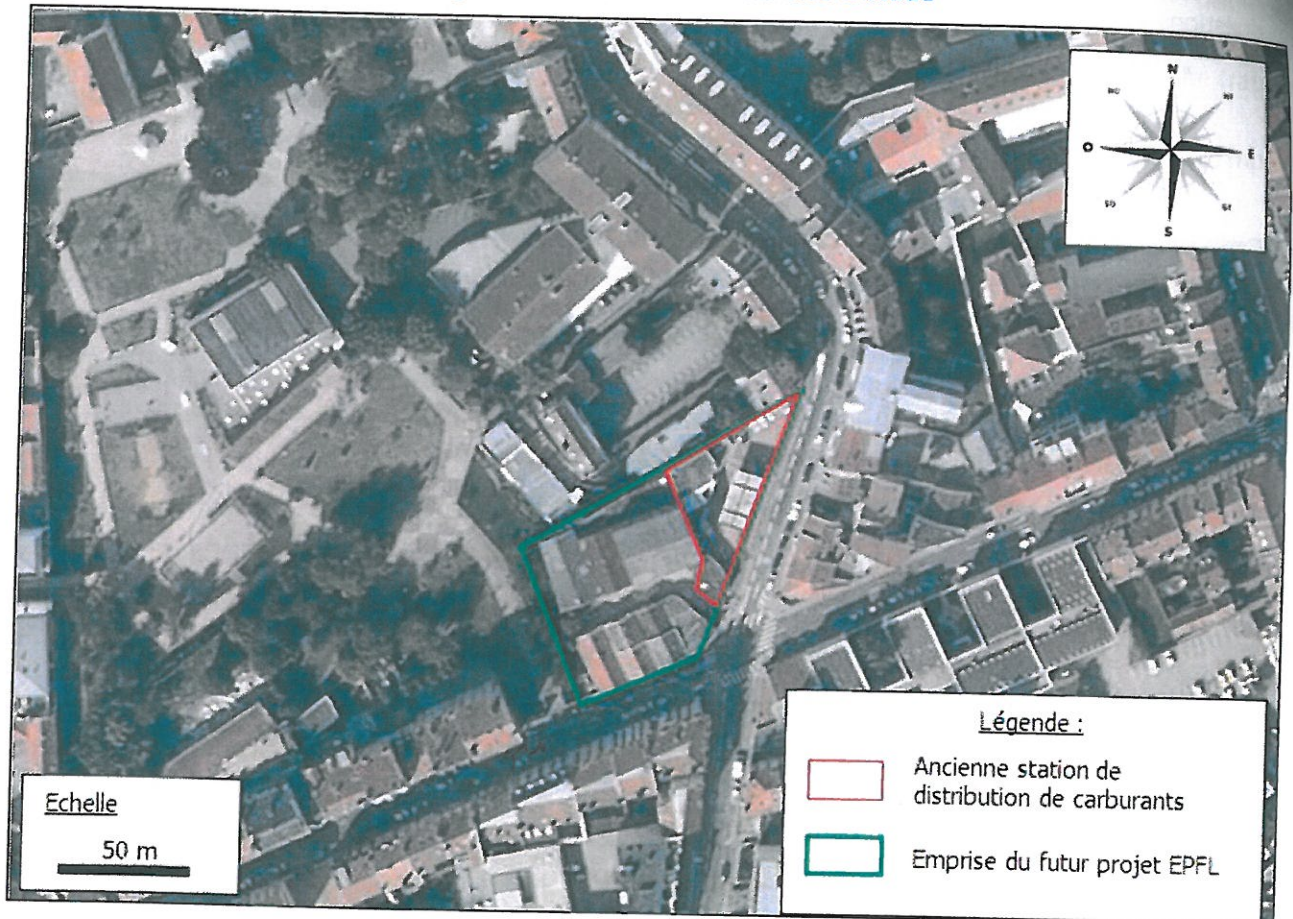 N
E
S
O
Légende :
Ancienne station de
distribution de carburants
Emprise du futur projet EPFL
Echelle
50 m